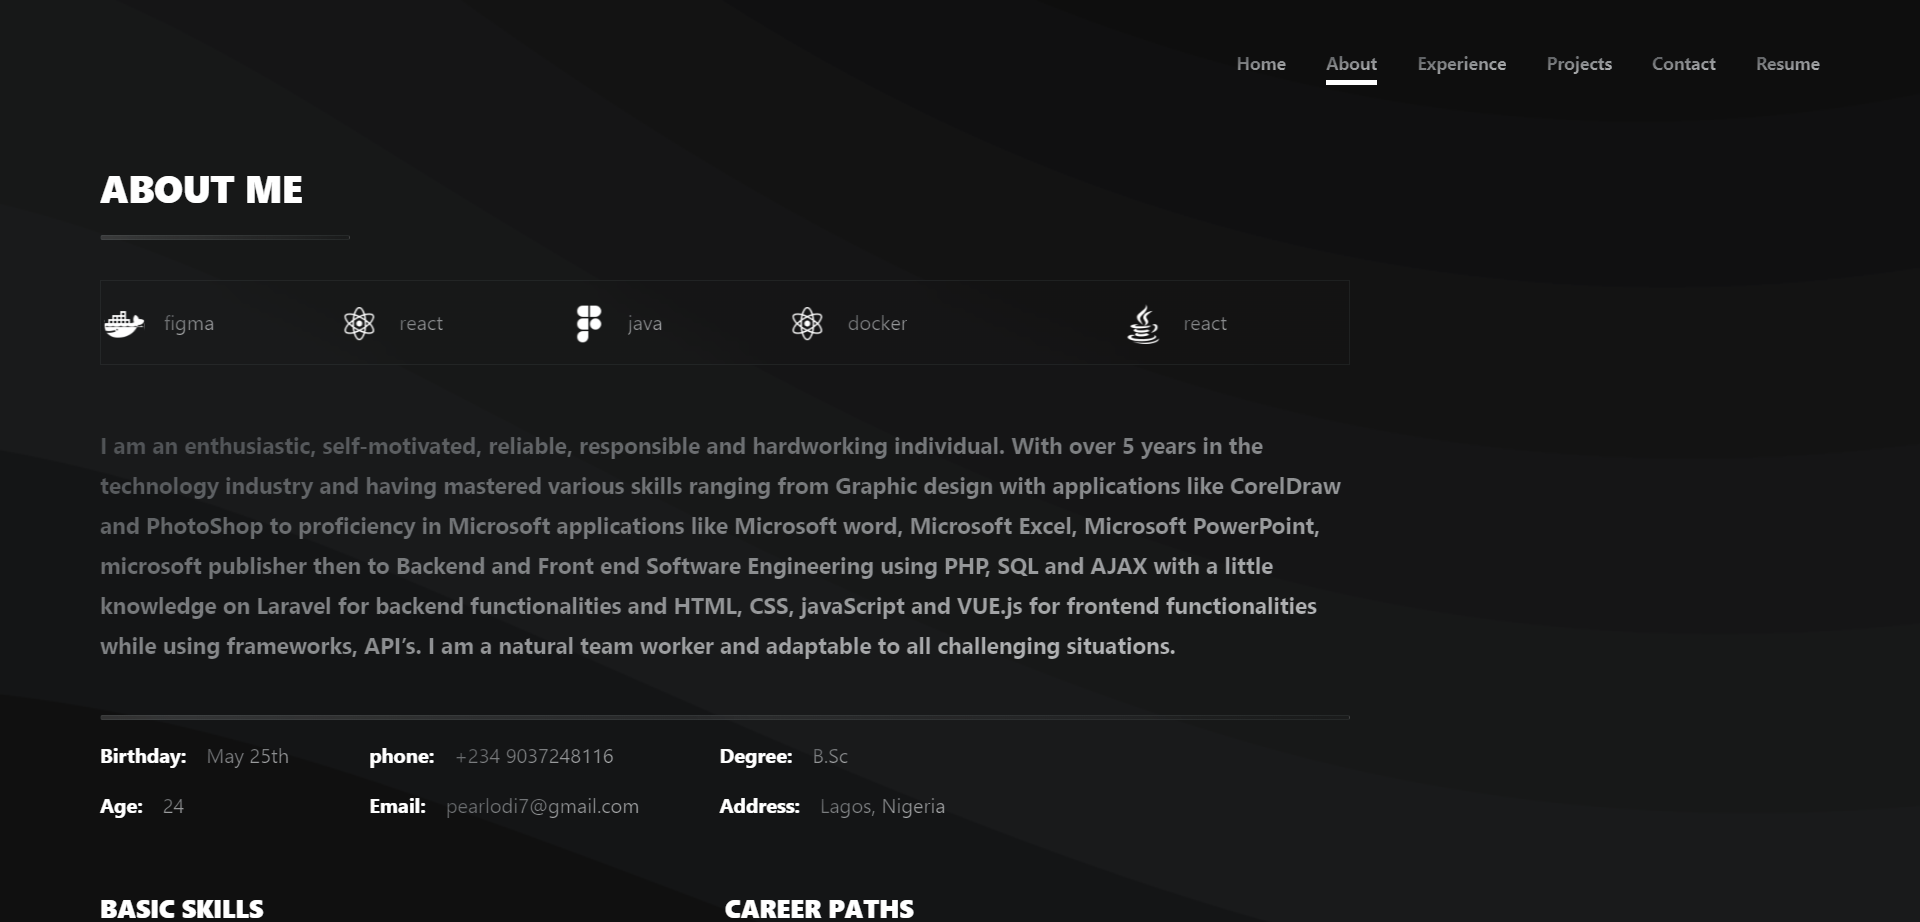 Home About Experience Projects Contact Resume
ABOUT ME
figma react java docker react
I am an enthusiastic, self-motivated, reliable, responsible and hardworking individual. With over 5 years in the
technology industry and having mastered various skills ranging from Graphic design with applications like CorelDraw
and PhotoShop to proficiency in Microsoft applications like Microsoft word, Microsoft Excel, Microsoft PowerPoint,
microsoft publisher then to Backend and Front end Software Engineering using PHP, SQL and AJAX with a little
knowledge on Laravel for backend functionalities and HTML, CSS, javaScript and VUE.js for frontend functionalities
while using frameworks, API’s. I am a natural team worker and adaptable to all challenging situations.
Birthday: May 25th phone: +234 9037248116 Degree: B.Sc
Age: 24 Email: pearlodi7@gmail.com Address: Lagos, Nigeria
BASIC SKILLS CAREER PATHS